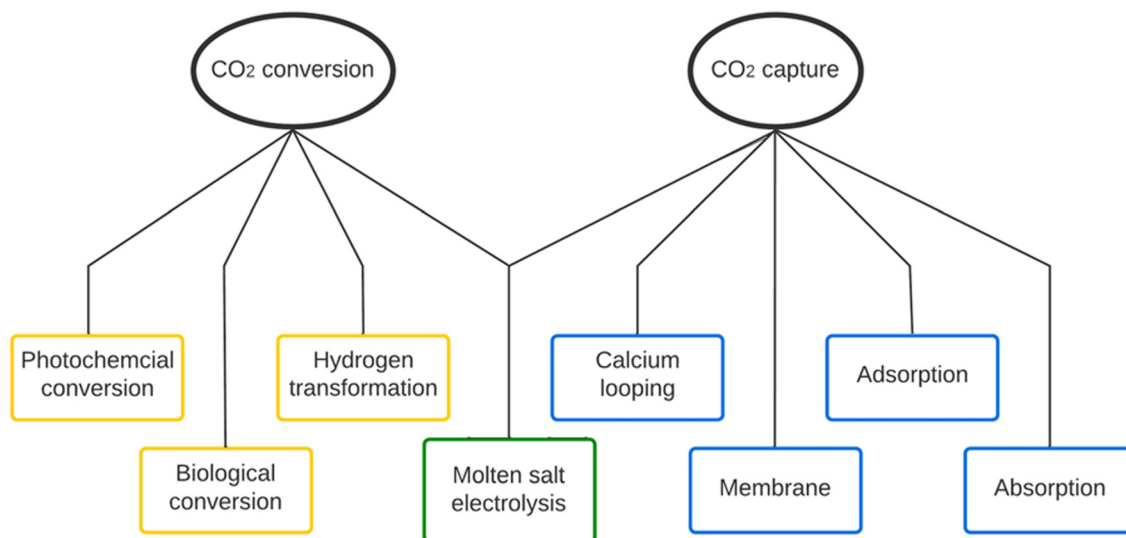 CO2 conversion
CO2 capture
Photochemcial
conversion
Hydrogen
transformation
Calcium
looping
Adsorption
Biological
conversion
Molten salt
electrolysis
Membrane
Absorption